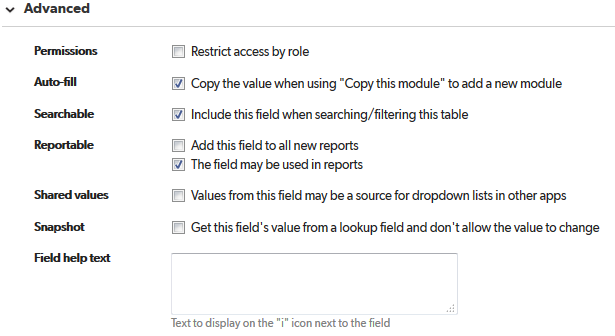 Advanced
Permissions Restrict access by role
Auto-fill Copy the value when using "Copy this module" to add a new module
Searchable Include this field when searching/filtering this table
Reportable Add this field to all new reports
The field may be used in reports
Shared values Values from this field may be a source for dropdown lists in other apps
Snapshot Get this field's value from a lookup field and don't allow the value to change
Field help text
Text to display on the "i" icon next to the field